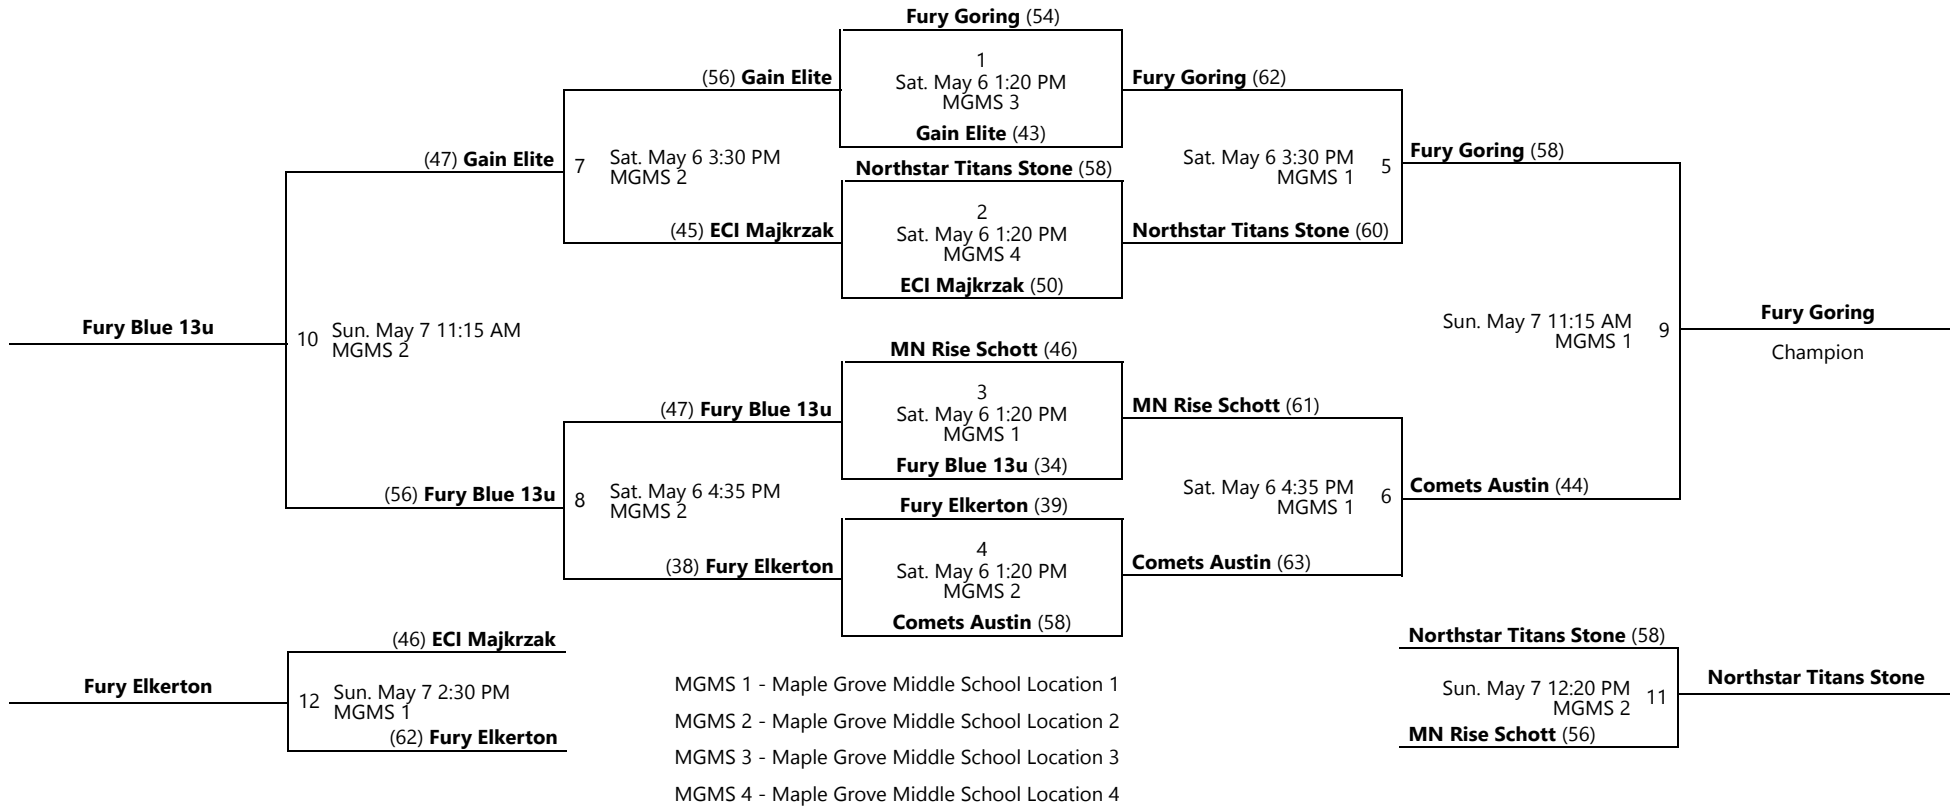 Fury Goring (54)
1
Sat. May 6 1:20 PM
MGMS 3
Gain Elite (43)
(56) Gain Elite
Fury Goring (62)
(47) Gain Elite
7
Sat. May 6 3:30 PM
MGMS 2
Northstar Titans Stone (58)
2
Sat. May 6 1:20 PM
MGMS 4
ECI Majkrzak (50)
(45) ECI Majkrzak
Northstar Titans Stone (60)
Sat. May 6 3:30 PM
MGMS 1
5
Fury Goring (58)
Fury Blue 13u
10
Sun. May 7 11:15 AM
MGMS 2
MN Rise Schott (46)
3
Sat. May 6 1:20 PM
MGMS 1
Fury Blue 13u (34)
(47) Fury Blue 13u
MN Rise Schott (61)
Sun. May 7 11:15 AM
MGMS 1
9
Fury Goring
Champion
(56) Fury Blue 13u
8
Sat. May 6 4:35 PM
MGMS 2
Fury Elkerton (39)
4
Sat. May 6 1:20 PM
MGMS 2
Comets Austin (58)
(38) Fury Elkerton
Comets Austin (63)
Sat. May 6 4:35 PM
MGMS 1
6
Comets Austin (44)
(46) ECI Majkrzak
Fury Elkerton
12
Sun. May 7 2:30 PM
MGMS 1
(62) Fury Elkerton
MGMS 1 - Maple Grove Middle School Location 1
MGMS 2 - Maple Grove Middle School Location 2
MGMS 3 - Maple Grove Middle School Location 3
MGMS 4 - Maple Grove Middle School Location 4
Northstar Titans Stone (58)
Sun. May 7 12:20 PM
MGMS 2
11
MN Rise Schott (56)
Northstar Titans Stone